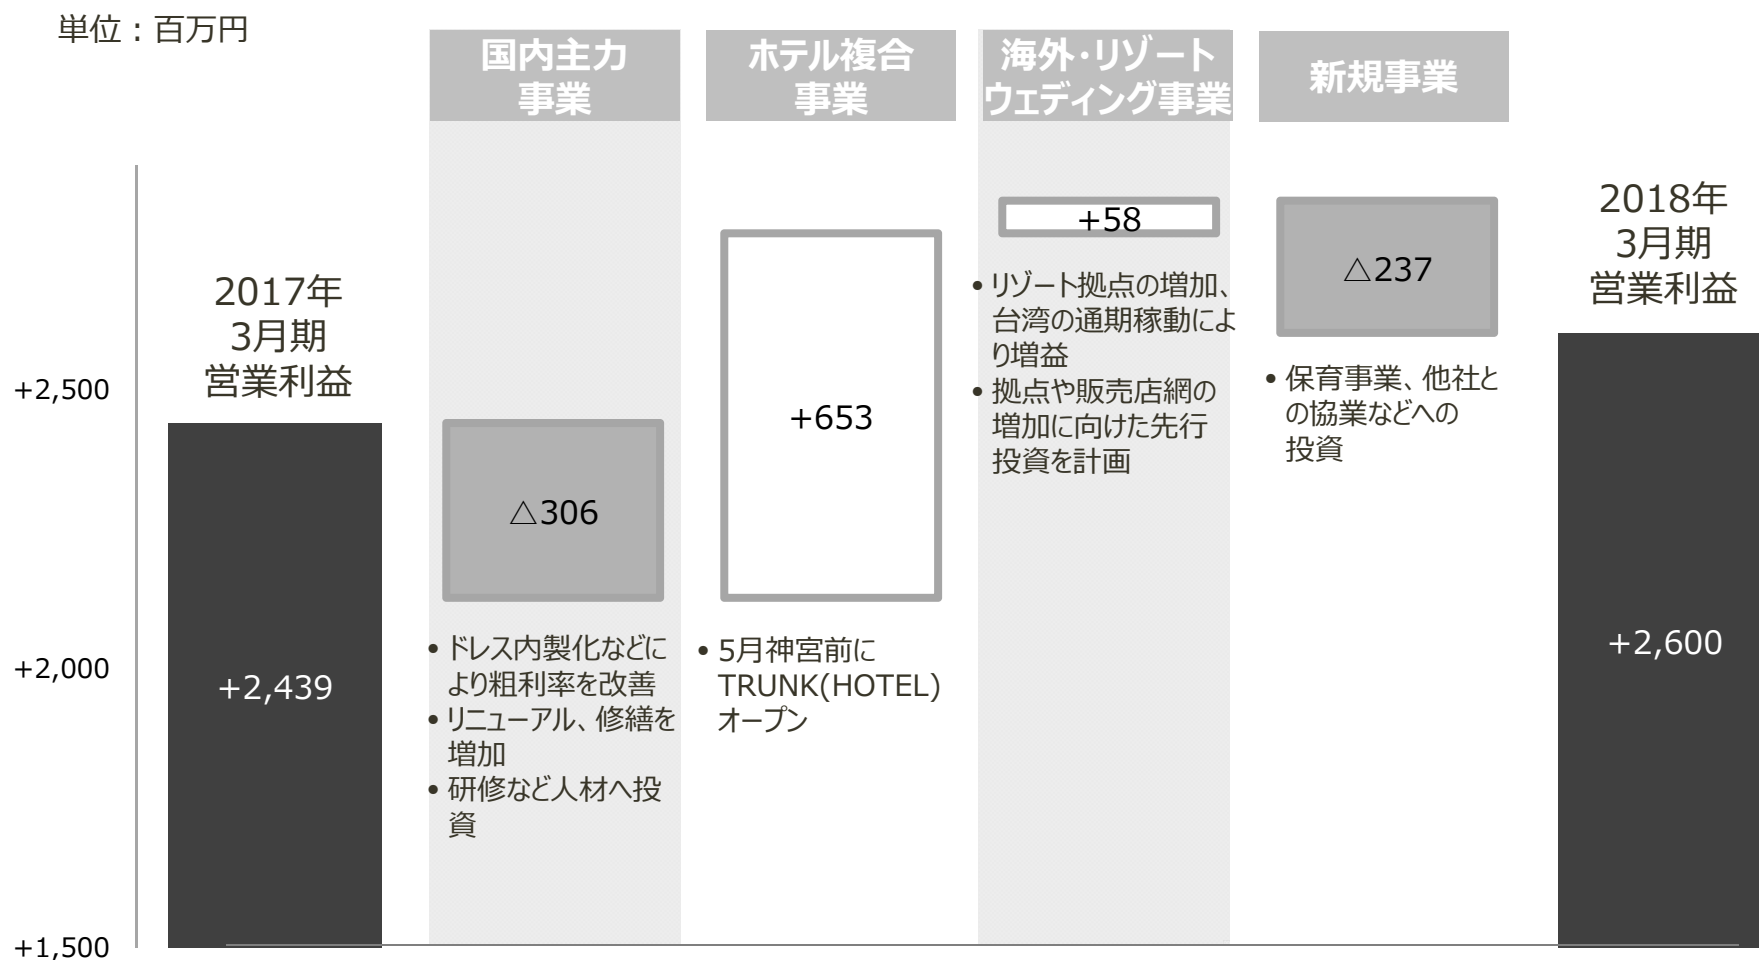 単位：百万円
国内主力
事業
ホテル複合
事業
海外・リゾート
ウェディング事業
新規事業
2017年
3月期
営業利益
2018年
3月期
営業利益
+2,500
+2,000
+1,500
+2,439
△306
• ドレス内製化などに
より粗利率を改善
• リニューアル、修繕を
増加
• 研修など人材へ投
資
+653
• 5月神宮前に
TRUNK(HOTEL)
オープン
+58
• リゾート拠点の増加、
台湾の通期稼動によ
り増益
• 拠点や販売店網の
増加に向けた先行
投資を計画
△237
• 保育事業、他社と
の協業などへの
投資
+2,600